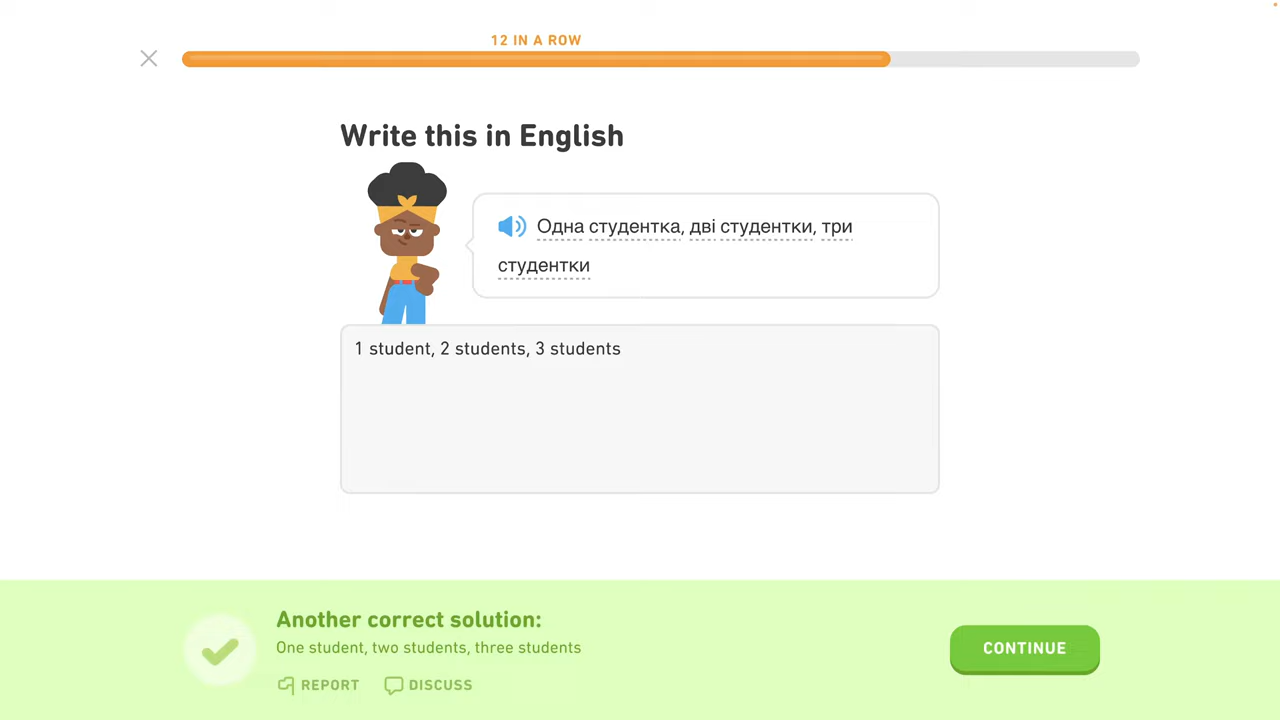 12 IN A ROW
Write this in English
Одна студентка, дві студентки, три
студентки
1 student, 2 students, 3 students
Another correct solution:
One student, two students, three students
REPORT DISCUSS
CONTINUE